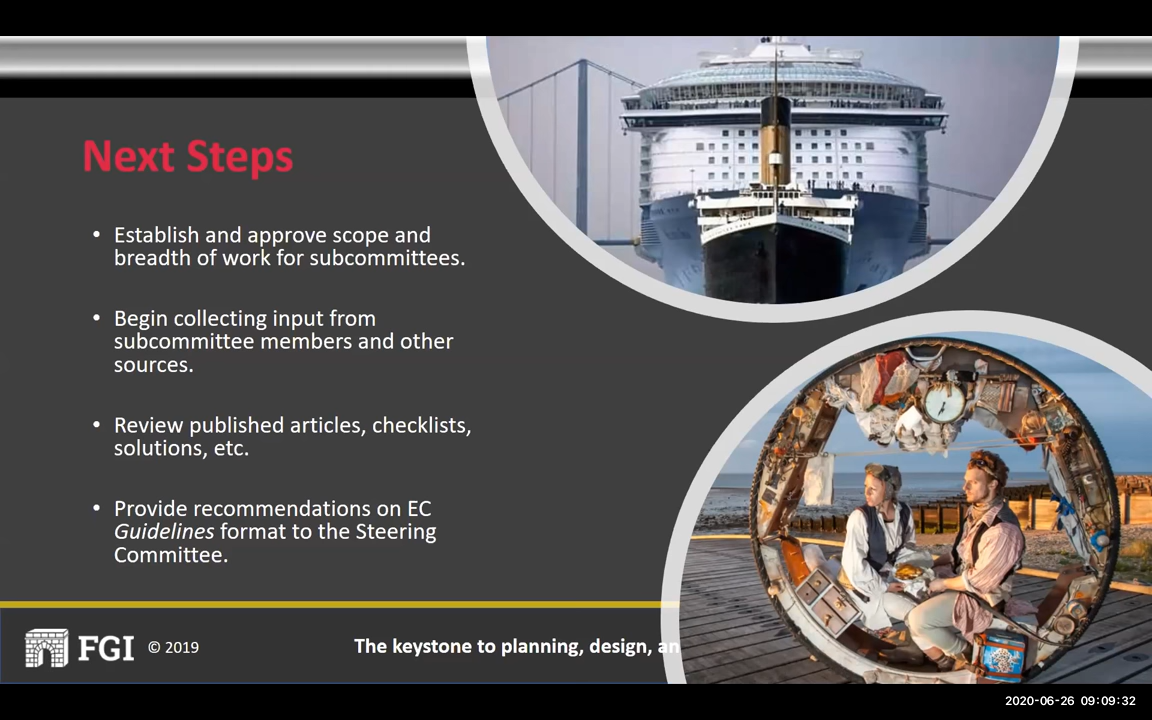 Next Steps
• Establish and approve scope and
breadth of work for subcommittees.
• Begin collecting input from
subcommittee members and other
sources.
• Review published articles, checklists,
solutions, etc.
• Provide recommendations on EC
Guidelines format to the Steering
Committee.
FGI © 2019 The keystone to planning, design, an
2020-06-26 09:09:32